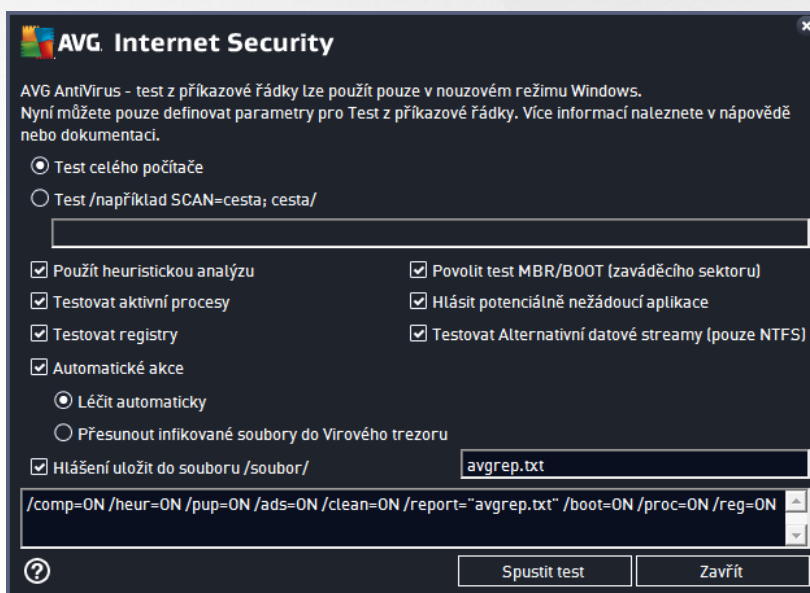 AVG. Internet Security
AVG AntiVirus - test z příkazové řádky lze použít pouze v nouzovém režimu Windows.
Nyní můžete pouze definovat parametry pro Test z příkazové řádky. Více informací naleznete v nápovědě
nebo dokumentaci.
Test celého počítače
Test /například SCAN=cesta; cesta/
Použít heuristickou analýzu
Povolit test MBR/BOOT (zaváděcího sektoru)
Testovat aktivní procesy
Hlásit potenciálně nežádoucí aplikace
Testovat registry
Testovat Alternativní datové streamy (pouze NTFS)
Automatické akce
Léčit automaticky
Přesunout infikované soubory do Virového trezoru
Hlášení uložit do souboru /soubor/
avgrep.txt
/comp=ON /heur=ON /pup=ON /ads=ON /clean=ON /report="avgrep.txt" /boot=ON /proc=ON /reg=ON
Spustit test
Zavřít